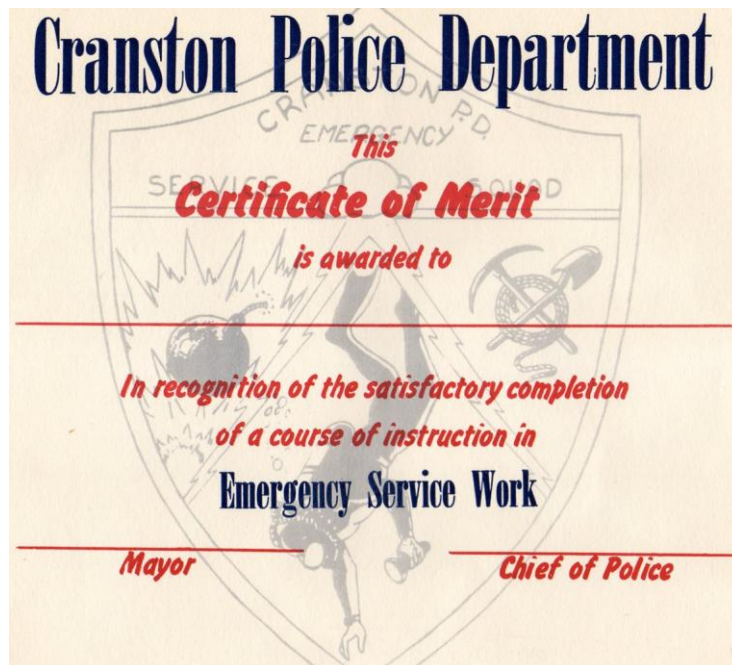 Cranston Police Department
CRANSTON P.D.
EMERGENCY
This
SERVICE SQUAD
Certificate of Merit
is awarded to
In recognition of the satisfactory completion
of a course of instruction in
Emergency Service Work
Mayor Chief of Police